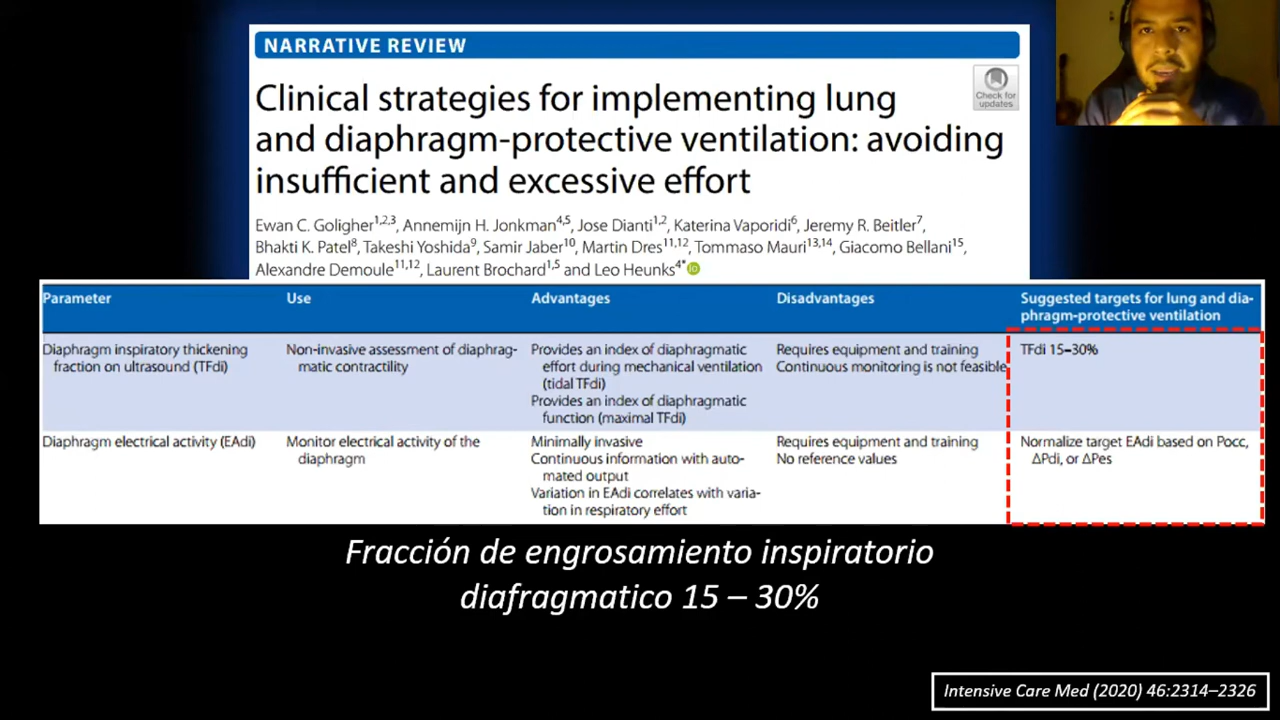 NARRATIVE REVIEW
Check for
updates
Clinical strategies for implementing lung
and diaphragm-protective ventilation: avoiding
insufficient and excessive effort
Ewan C. Goligher1,2,3, Annemijn H. Jonkman4,5, Jose Dianti1,2, Katerina Vaporidi6, Jeremy R. Beitler7,
Bhakti K. Patel8, Takeshi Yoshida9, Samir Jaber10, Martin Dres11,12, Tommaso Mauri13,14, Giacomo Bellani15,
Alexandre Demoule11,12, Laurent Brochard1,5 and Leo Heunks4*
Parameter
Use
Advantages
Disadvantages
Suggested targets for lung and dia-
phragm-protective ventilation
Diaphragm inspiratory thickening
fraction on ultrasound (TFdi)
Non-invasive assessment of diaphrag-
matic contractility
Provides an index of diaphragmatic
effort during mechanical ventilation
(tidal TFdi)
Provides an index of diaphragmatic
function (maximal TFdi)
Requires equipment and training
Continuous monitoring is not feasible
TFdi 15–30%
Diaphragm electrical activity (EAdi)
Monitor electrical activity of the
diaphragm
Minimally invasive
Continuous information with auto-
mated output
Variation in EAdi correlates with varia-
tion in respiratory effort
Requires equipment and training
No reference values
Normalize target EAdi based on Pocc,
ΔPdi, or ΔPes
Fracción de engrosamiento inspiratorio
diafragmatico 15 – 30%
Intensive Care Med (2020) 46:2314–2326